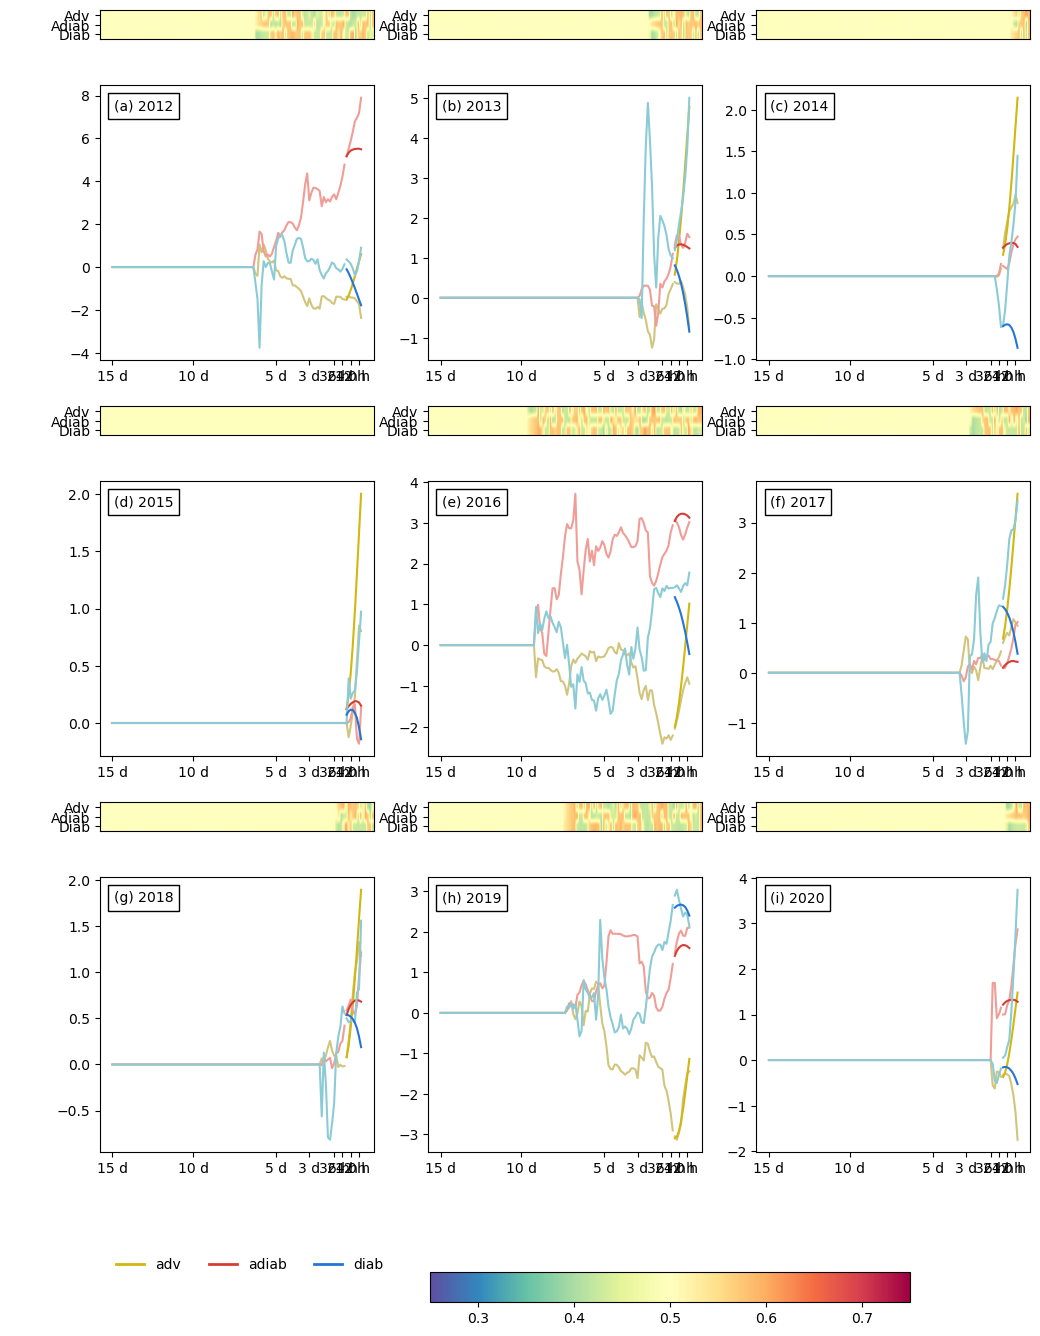 Adv
Adiab
Diab
Adv
Adiab
Diab
Adv
Adiab
Diab
(a) 2012
8
6
4
2
0
−2
−4
15 d
10 d
5 d
3 d
(b) 2013
5
4
3
2
1
0
−1
15 d
10 d
5 d
3 d
(c) 2014
2.0
1.5
1.0
0.5
0.0
−0.5
−1.0
15 d
10 d
5 d
3 d
Adv
Adiab
Diab
Adv
Adiab
Diab
Adv
Adiab
Diab
(d) 2015
2.0
1.5
1.0
0.5
0.0
15 d
10 d
5 d
3 d
(e) 2016
4
3
2
1
0
−1
−2
15 d
10 d
5 d
3 d
(f) 2017
3
2
1
0
−1
15 d
10 d
5 d
3 d
Adv
Adiab
Diab
Adv
Adiab
Diab
Adv
Adiab
Diab
(g) 2018
2.0
1.5
1.0
0.5
0.0
−0.5
15 d
10 d
5 d
3 d
(h) 2019
3
2
1
0
−1
−2
−3
15 d
10 d
5 d
3 d
(i) 2020
4
3
2
1
0
−1
−2
15 d
10 d
5 d
3 d
adv
adiab
diab
0.3
0.4
0.5
0.6
0.7